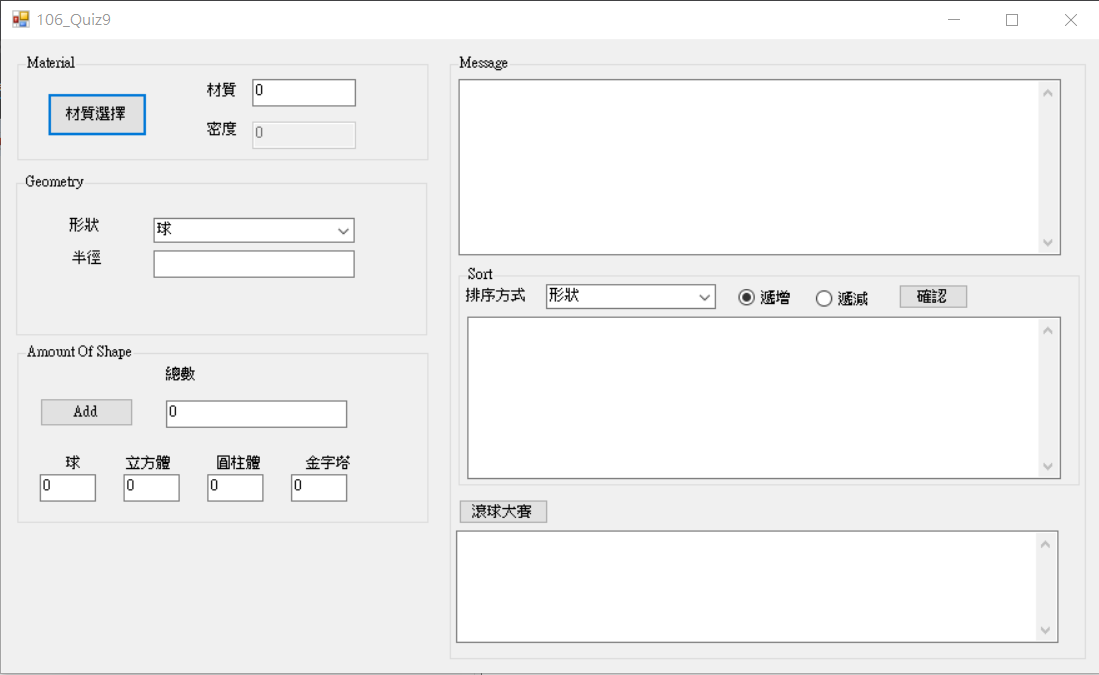 106_Quiz9
Material
材質選擇
材質
0
密度
0
Geometry
形狀
球
半徑
Amount Of Shape
總數
Add
0
球
立方體
圓柱體
金字塔
0
0
0
0
Message
Sort
排序方式
形狀
遞增
遞減
確認
滾球大賽